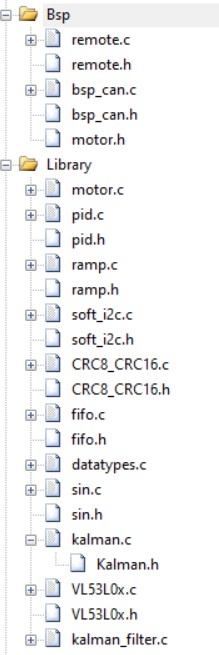 Bsp
remote.c
remote.h
bsp_can.c
bsp_can.h
motor.h
Library
motor.c
pid.c
pid.h
ramp.c
ramp.h
soft_i2c.c
soft_i2c.h
CRC8_CRC16.c
CRC8_CRC16.h
fifo.c
fifo.h
datatypes.c
sin.c
sin.h
kalman.c
Kalman.h
VL53L0x.c
VL53L0x.h
kalman_filter.c